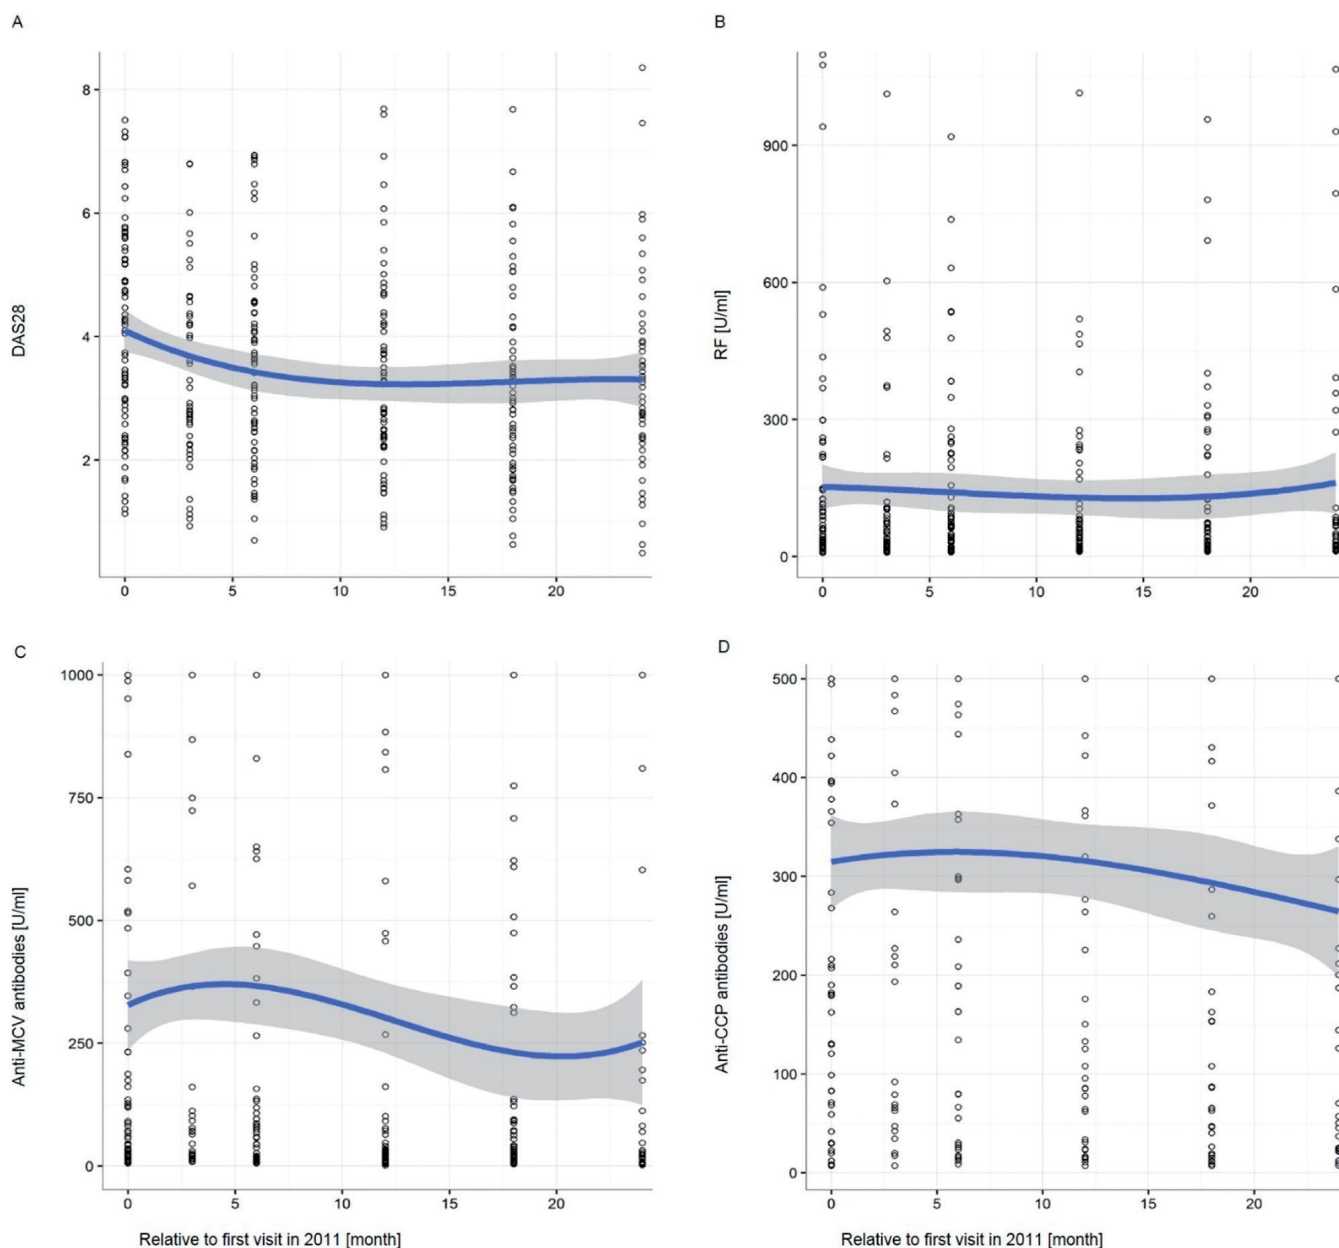 A
DAS28
8
6
4
2
0 5 10 15 20
B
RF [U/ml]
900
600
300
0
0 5 10 15 20
C
Anti-MCV antibodies [U/ml]
1000
750
500
250
0
0 5 10 15 20
Relative to first visit in 2011 [month]
D
Anti-CCP antibodies [U/ml]
500
400
300
200
100
0
0 5 10 15 20
Relative to first visit in 2011 [month]